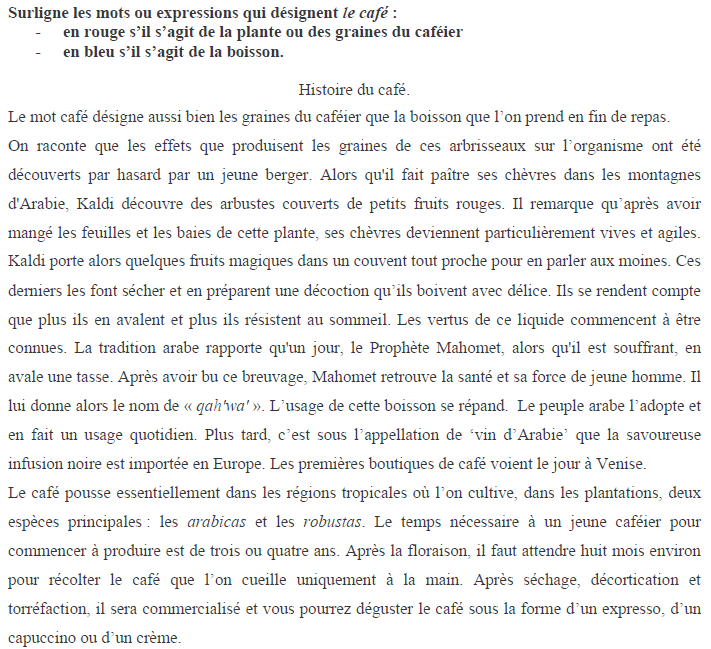 Surligne les mots ou expressions qui désignent le café :
- en rouge s’il s’agit de la plante ou des graines du caféier
- en bleu s’il s’agit de la boisson.
Histoire du café.
Le mot café désigne aussi bien les graines du caféier que la boisson que l’on prend en fin de repas.
On raconte que les effets que produisent les graines de ces arbrisseaux sur l’organisme ont été
découverts par hasard par un jeune berger. Alors qu'il fait paître ses chèvres dans les montagnes
d'Arabie, Kaldi découvre des arbustes couverts de petits fruits rouges. Il remarque qu’après avoir
mangé les feuilles et les baies de cette plante, ses chèvres deviennent particulièrement vives et agiles.
Kaldi porte alors quelques fruits magiques dans un couvent tout proche pour en parler aux moines. Ces
derniers les font sécher et en préparent une décoction qu’ils boivent avec délice. Ils se rendent compte
que plus ils en avalent et plus ils résistent au sommeil. Les vertus de ce liquide commencent à être
connues. La tradition arabe rapporte qu'un jour, le Prophète Mahomet, alors qu'il est souffrant, en
avale une tasse. Après avoir bu ce breuvage, Mahomet retrouve la santé et sa force de jeune homme. Il
lui donne alors le nom de « qah'wa' ». L’usage de cette boisson se répand. Le peuple arabe l’adopte et
en fait un usage quotidien. Plus tard, c’est sous l’appellation de ‘vin d’Arabie’ que la savoureuse
infusion noire est importée en Europe. Les premières boutiques de café voient le jour à Venise.
Le café pousse essentiellement dans les régions tropicales où l’on cultive, dans les plantations, deux
espèces principales : les arabicas et les robustas. Le temps nécessaire à un jeune caféier pour
commencer à produire est de trois ou quatre ans. Après la floraison, il faut attendre huit mois environ
pour récolter le café que l’on cueille uniquement à la main. Après séchage, décortication et
torréfaction, il sera commercialisé et vous pourrez déguster le café sous la forme d’un expresso, d’un
capuccino ou d’un crème.